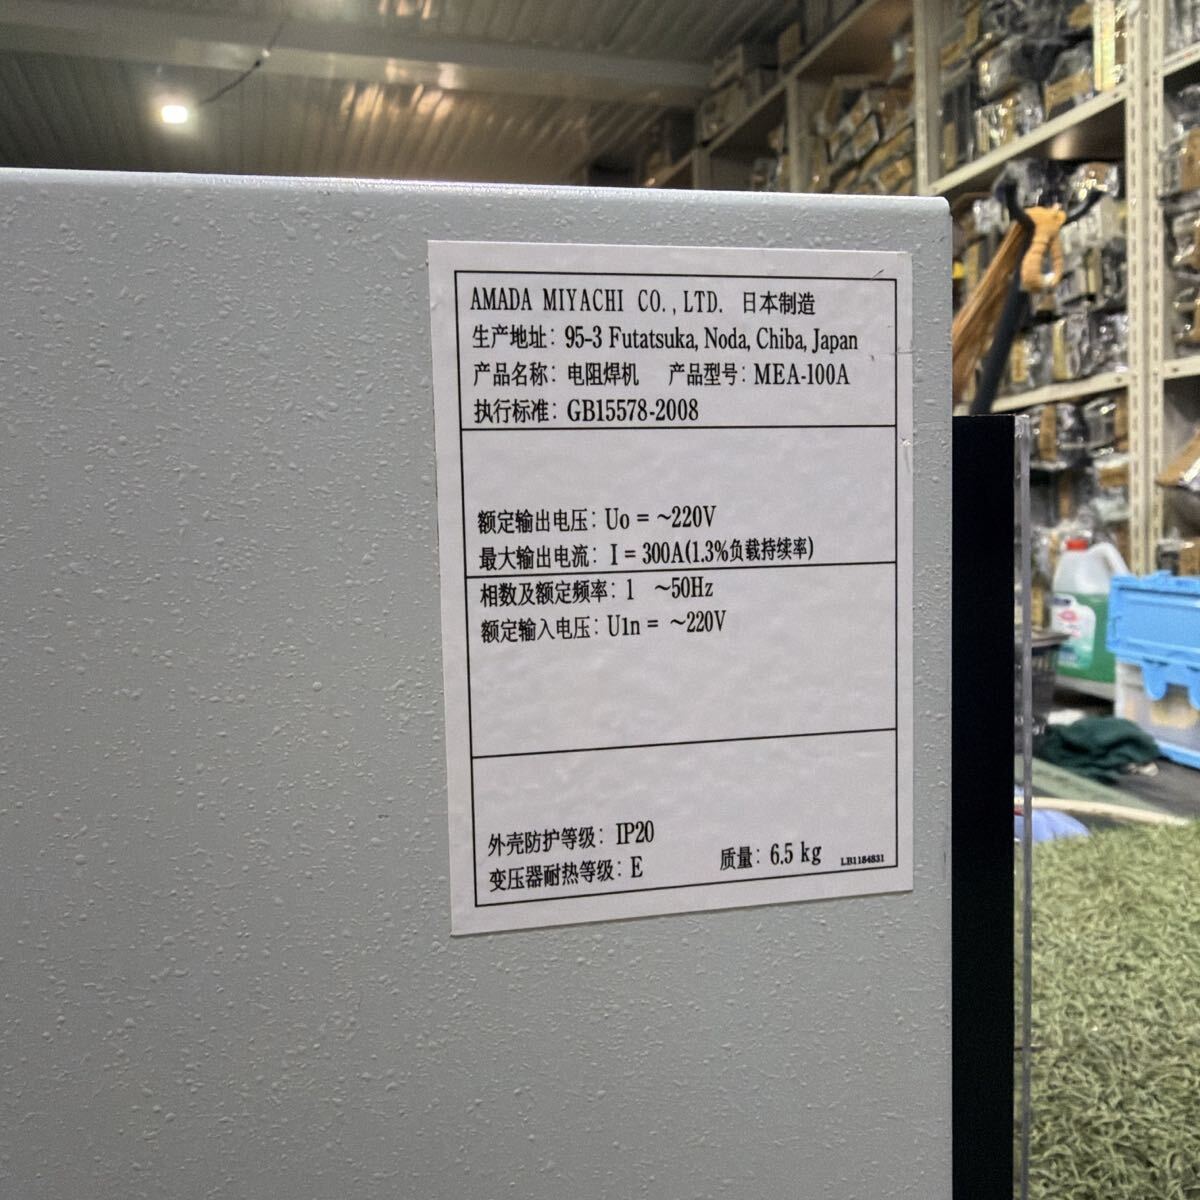 AMADA MIYACHI CO.,LTD. 日本制造
生产地址: 95-3 Futatsuka, Noda, Chiba, Japan
产品名称: 电阻焊机 产品型号: MEA-100A
执行标准: GB15578-2008
额定输出电压: Uo = ~220V
最大输出电流: I = 300A(1.3%负载持续率)
相数及额定频率: 1 ~50Hz
额定输入电压: U1n = ~220V
外壳防护等级: IP20
变压器耐热等级: E 质量: 6.5 kg LB1184831